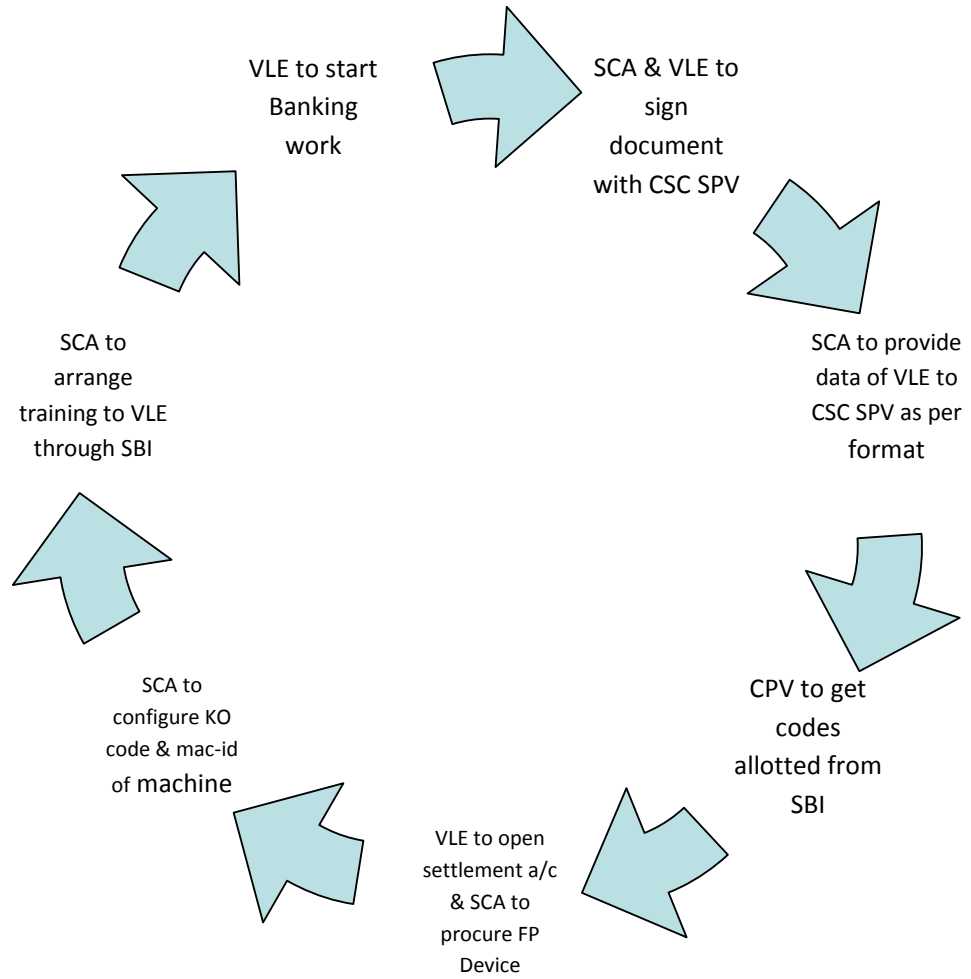 VLE to start
Banking
work
SCA & VLE to
sign
document
with CSC SPV
SCA to provide
data of VLE to
CSC SPV as per
format
CPV to get
codes
allotted from
SBI
VLE to open
settlement a/c
& SCA to
procure FP
Device
SCA to
configure KO
code & mac-id
of machine
SCA to
arrange
training to VLE
through SBI